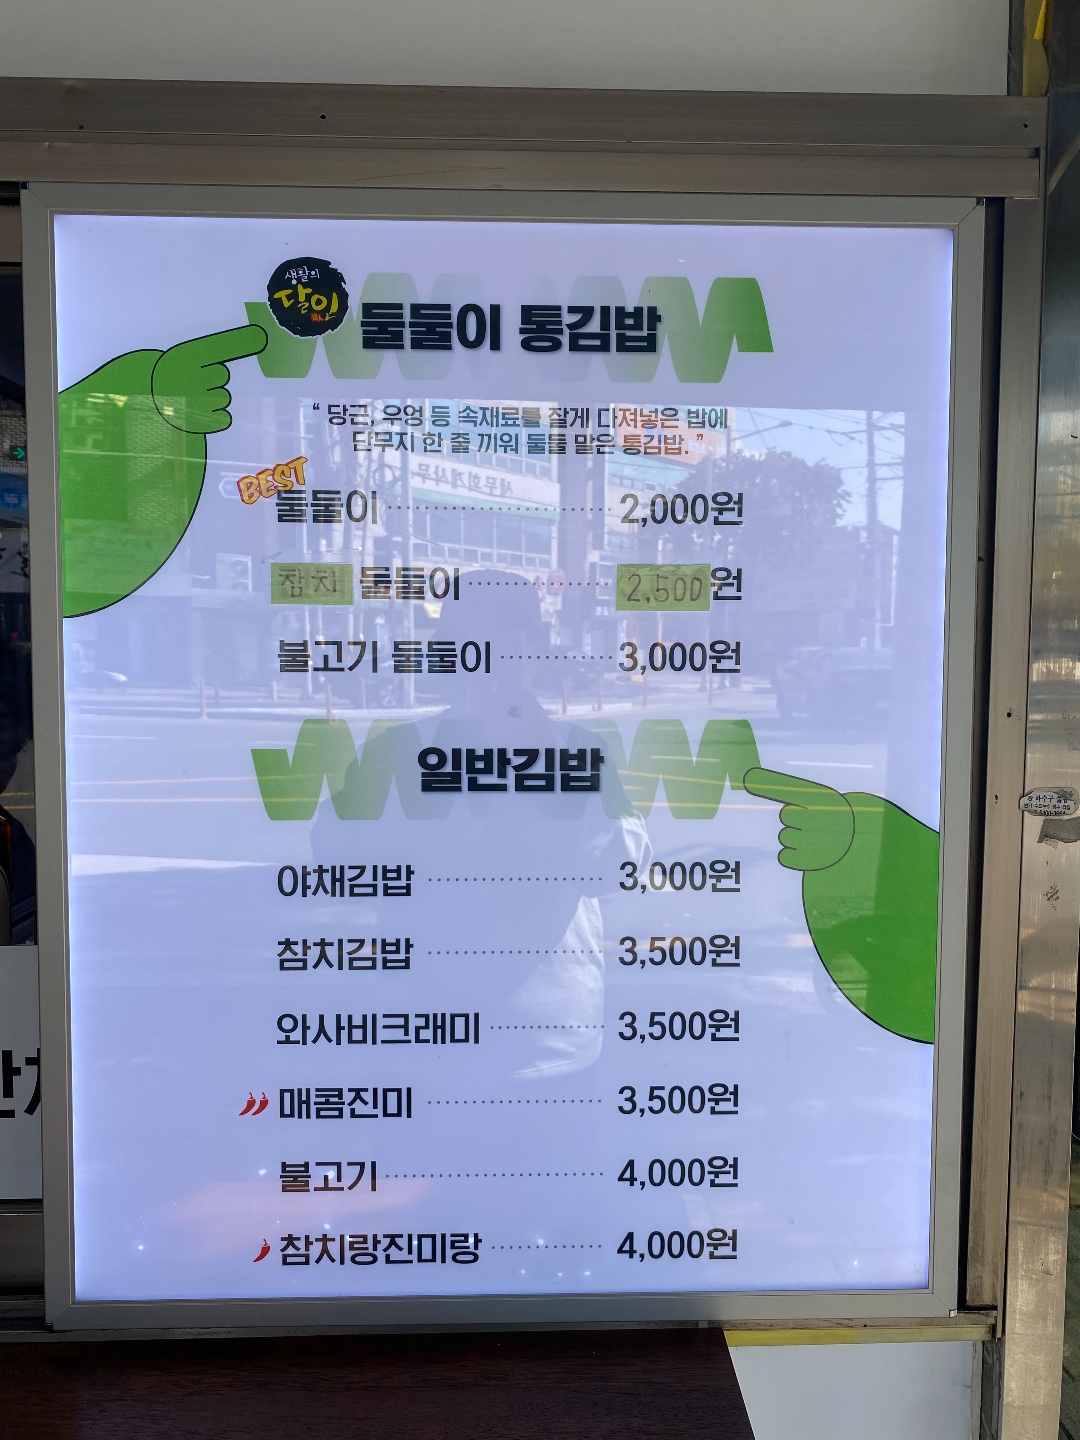 생활의
달인
둘둘이 통김밥
“ 당근, 우엉 등 속재료를 잘게 다져넣은 밥에
단무지 한 줄 끼워 둘둘 말은 통김밥. ”
BEST
둘둘이 2,000원
참치 둘둘이 2,500원
불고기 둘둘이 3,000원
일반김밥
야채김밥 3,000원
참치김밥 3,500원
와사비크래미 3,500원
매콤진미 3,500원
불고기 4,000원
참치랑진미랑 4,000원